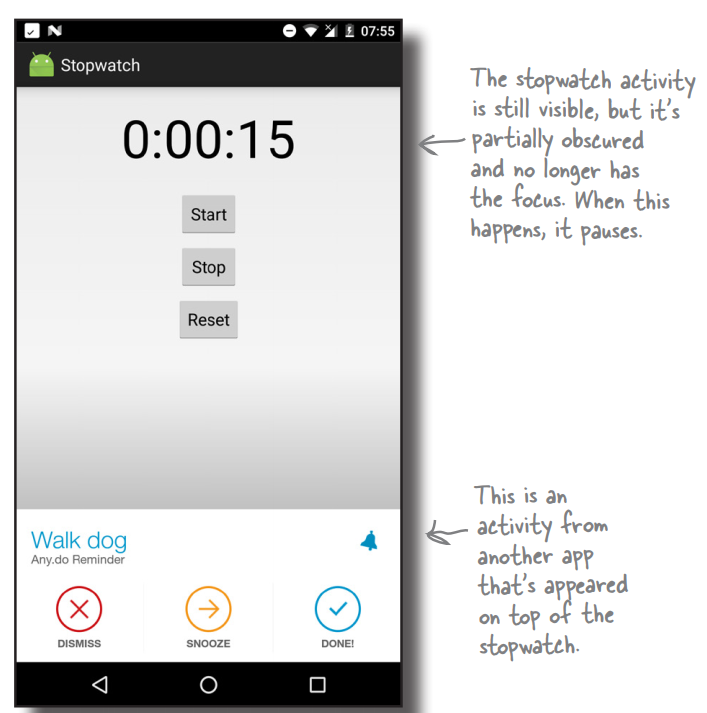 07:55
Stopwatch
0:00:15
Start
Stop
Reset
Walk dog
Any.do Reminder
DISMISS
SNOOZE
DONE!
The stopwatch activity
is still visible, but it's
partially obscured
and no longer has
the focus. When this
happens, it pauses.
This is an
activity from
another app
that's appeared
on top of the
stopwatch.